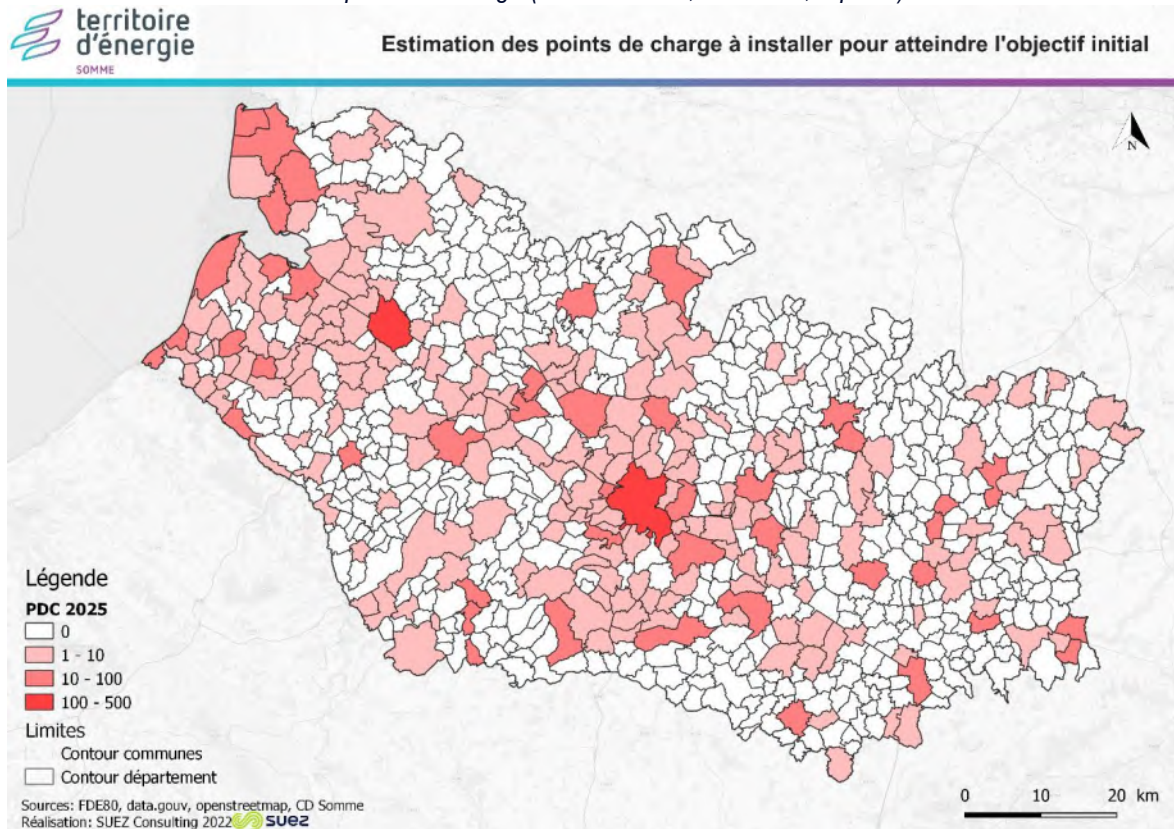 territoire
d'énergie
SOMME
Estimation des points de charge à installer pour atteindre l'objectif initial
N
Légende
PDC 2025
0
1 - 10
10 - 100
100 - 500
Limites
Contour communes
Contour département
Sources: FDE80, data.gouv, openstreetmap, CD Somme
Réalisation: SUEZ Consulting 2022 suez
0 10 20 km